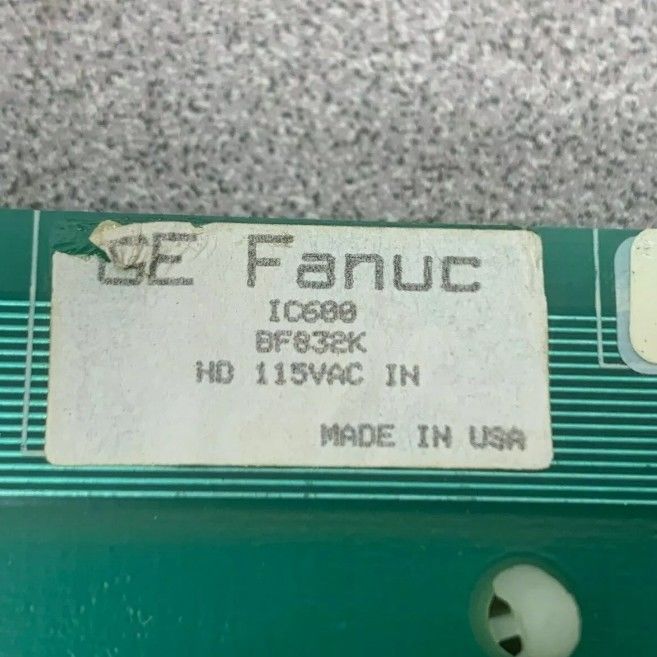 GE Fanuc
IC600
BF832K
HD 115VAC IN
MADE IN USA